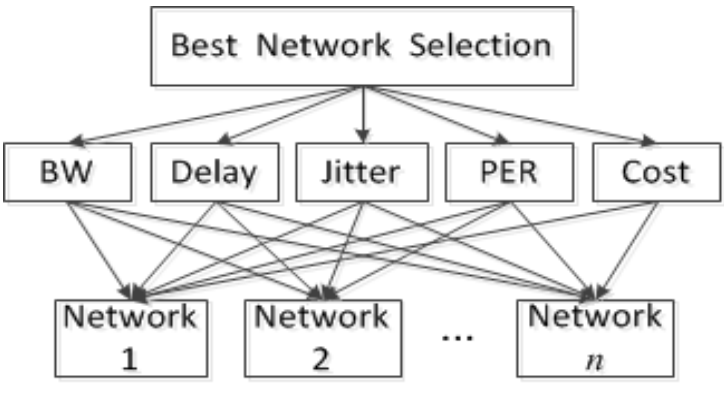 Best Network Selection
BW
Delay
Jitter
PER
Cost
Network
1
Network
2
...
Network
n